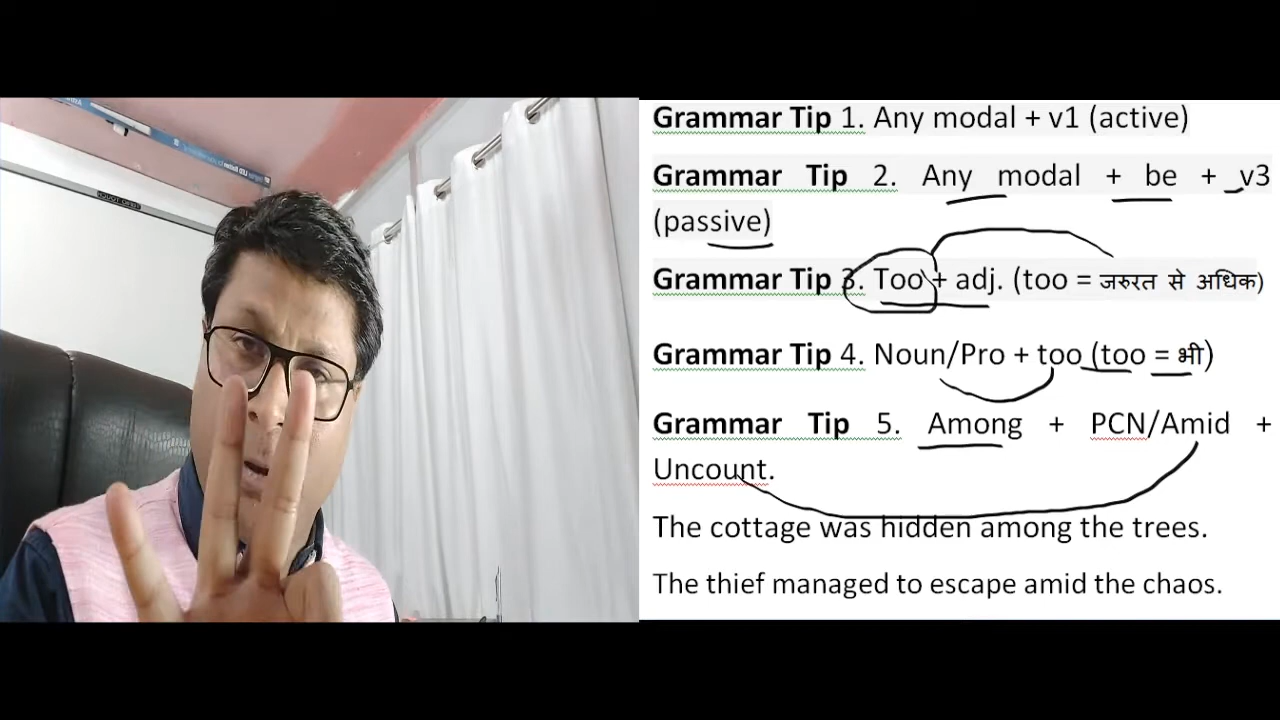 Grammar Tip 1. Any modal + v1 (active)
Grammar Tip 2. Any modal + be + v3
(passive)
Grammar Tip 3. Too + adj. (too = जरुरत से अधिक)
Grammar Tip 4. Noun/Pro + too (too = भी)
Grammar Tip 5. Among + PCN/Amid +
Uncount.
The cottage was hidden among the trees.
The thief managed to escape amid the chaos.